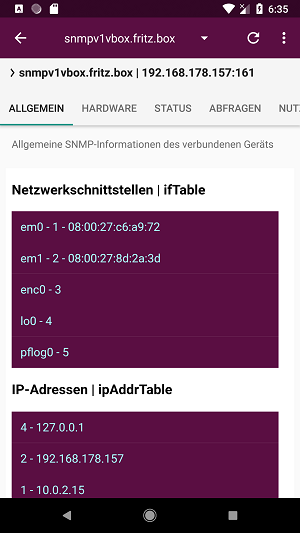 6:35
snmpv1vbox.fritz.box
snmpv1vbox.fritz.box | 192.168.178.157:161
ALLGEMEIN HARDWARE STATUS ABFRAGEN NUT
Allgemeine SNMP-Informationen des verbundenen Geräts
Netzwerkschnittstellen | ifTable
em0 - 1 - 08:00:27:c6:a9:72
em1 - 2 - 08:00:27:8d:2a:3d
enc0 - 3
lo0 - 4
pflog0 - 5
IP-Adressen | ipAddrTable
4 - 127.0.0.1
2 - 192.168.178.157
1 - 10.0.2.15